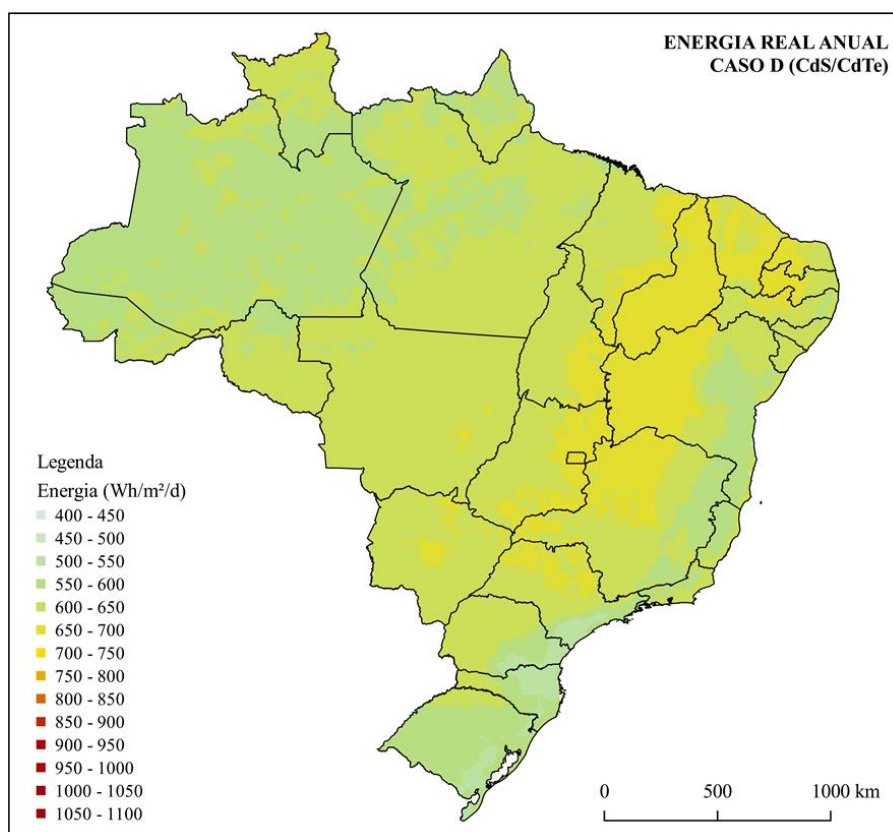 ENERGIA REAL ANUAL
CASO D (CdS/CdTe)
Legenda
Energia (Wh/m²/d)
400 - 450
450 - 500
500 - 550
550 - 600
600 - 650
650 - 700
700 - 750
750 - 800
800 - 850
850 - 900
900 - 950
950 - 1000
1000 - 1050
1050 - 1100
0 500 1000 km